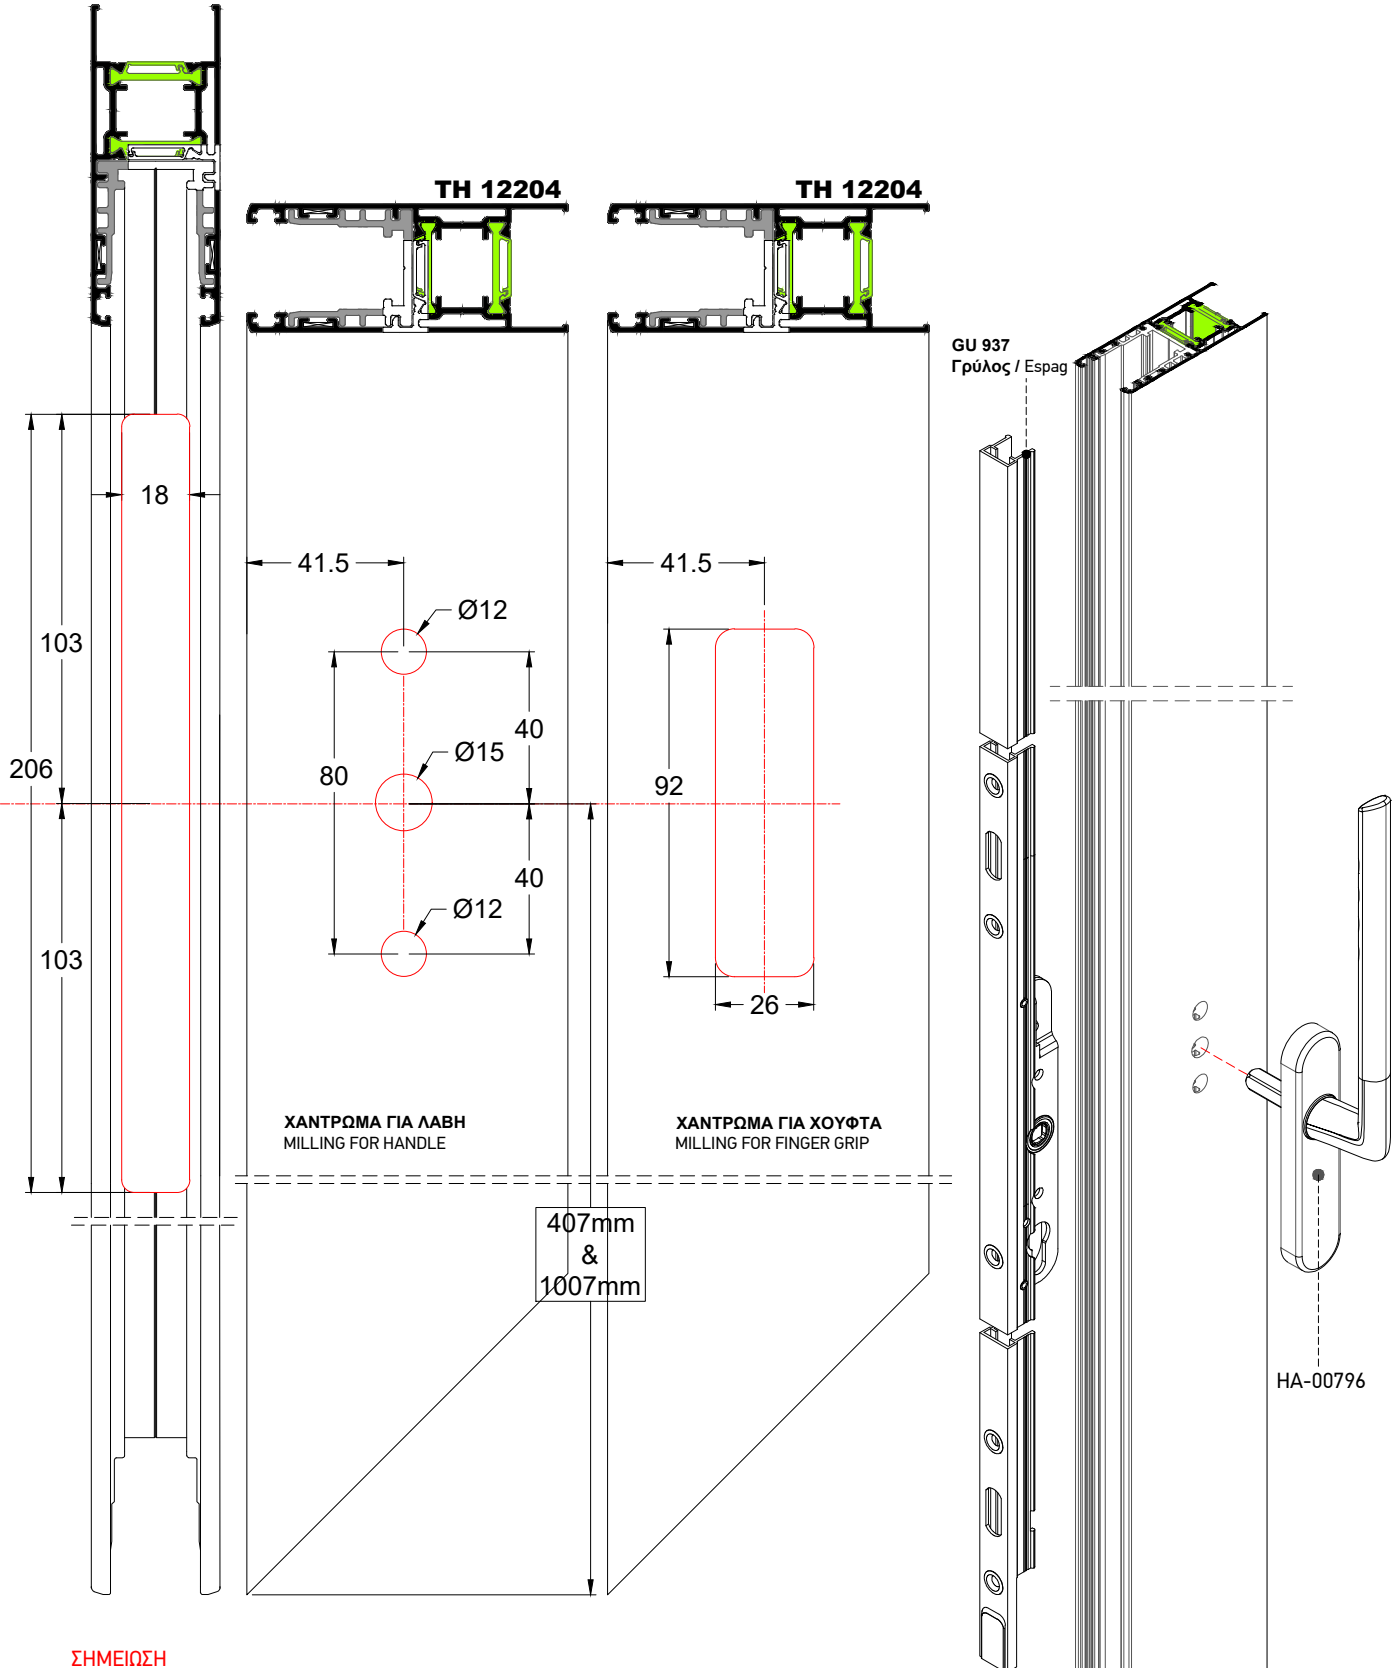 TH 12204
TH 12204
GU 937
Γρύλος / Espag
18
41.5
41.5
Ø12
103
40
Ø15
206
80
92
40
Ø12
103
26
ΧΑΝΤΡΩΜΑ ΓΙΑ ΛΑΒΗ
MILLING FOR HANDLE
ΧΑΝΤΡΩΜΑ ΓΙΑ ΧΟΥΦΤΑ
MILLING FOR FINGER GRIP
407mm
&
1007mm
HA-00796
ΣΗΜΕΙΩΣΗ